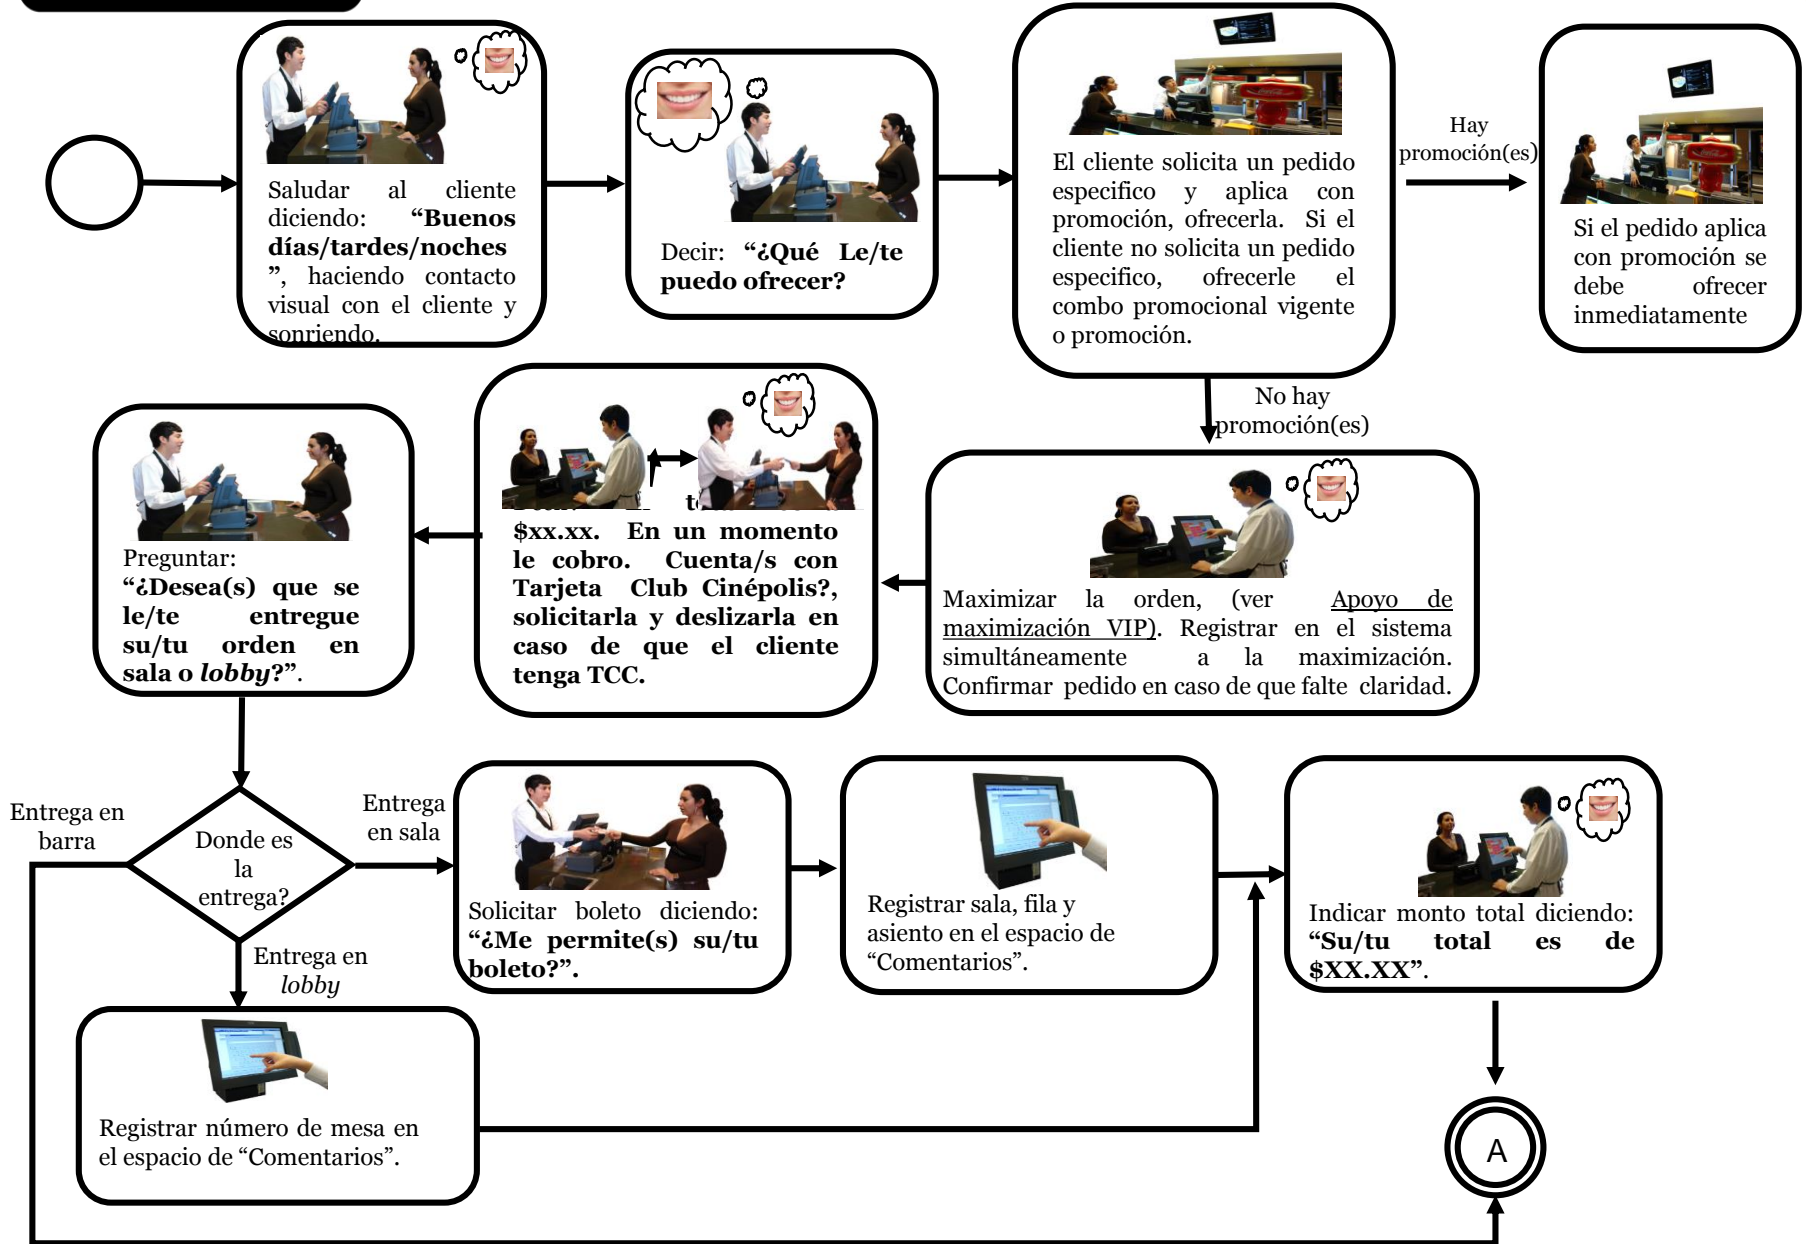 Saludar al cliente
diciendo: “Buenos
días/tardes/noches
”, haciendo contacto
visual con el cliente y
sonriendo.
Decir: “¿Qué Le/te
puedo ofrecer?
El cliente solicita un pedido
especifico y aplica con
promoción, ofrecerla. Si el
cliente no solicita un pedido
especifico, ofrecerle el
combo promocional vigente
o promoción.
Hay
promoción(es)
Si el pedido aplica
con promoción se
debe ofrecer
inmediatamente
No hay
promoción(es)
Maximizar la orden, (ver Apoyo de
maximización VIP). Registrar en el sistema
simultáneamente a la maximización.
Confirmar pedido en caso de que falte claridad.
$xx.xx. En un momento
le cobro. Cuenta/s con
Tarjeta Club Cinépolis?,
solicitarla y deslizarla en
caso de que el cliente
tenga TCC.
Preguntar:
“¿Desea(s) que se
le/te entregue
su/tu orden en
sala o lobby?”.
Donde es
la
entrega?
Entrega en
barra
Entrega
en sala
Entrega en
lobby
Solicitar boleto diciendo:
“¿Me permite(s) su/tu
boleto?”.
Registrar sala, fila y
asiento en el espacio de
“Comentarios”.
Indicar monto total diciendo:
“Su/tu total es de
$XX.XX”.
Registrar número de mesa en
el espacio de “Comentarios”.
A